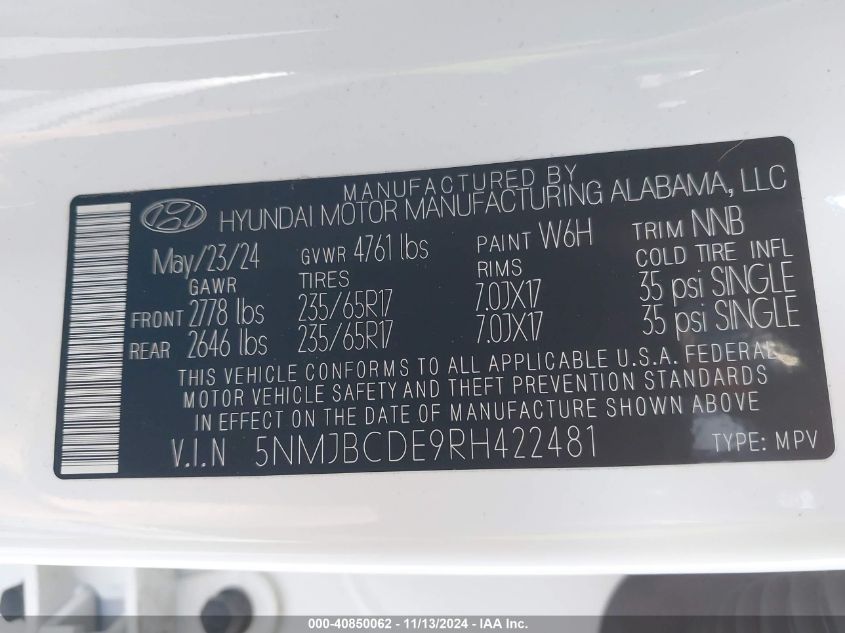 MANUFACTURED BY
HYUNDAI MOTOR MANUFACTURING ALABAMA, LLC
May/23/24 GVWR 4761 lbs PAINT W6H TRIM NNB
GAWR TIRES RIMS COLD TIRE INFL
FRONT 2778 lbs 235/65R17 7.0JX17 35 psi SINGLE
REAR 2646 lbs 235/65R17 7.0JX17 35 psi SINGLE
THIS VEHICLE CONFORMS TO ALL APPLICABLE U.S.A. FEDERAL
MOTOR VEHICLE SAFETY AND THEFT PREVENTION STANDARDS
IN EFFECT ON THE DATE OF MANUFACTURE SHOWN ABOVE
V.I.N 5NMJBCDE9RH422481 TYPE: MPV
000-40850062 - 11/13/2024 - IAA Inc.